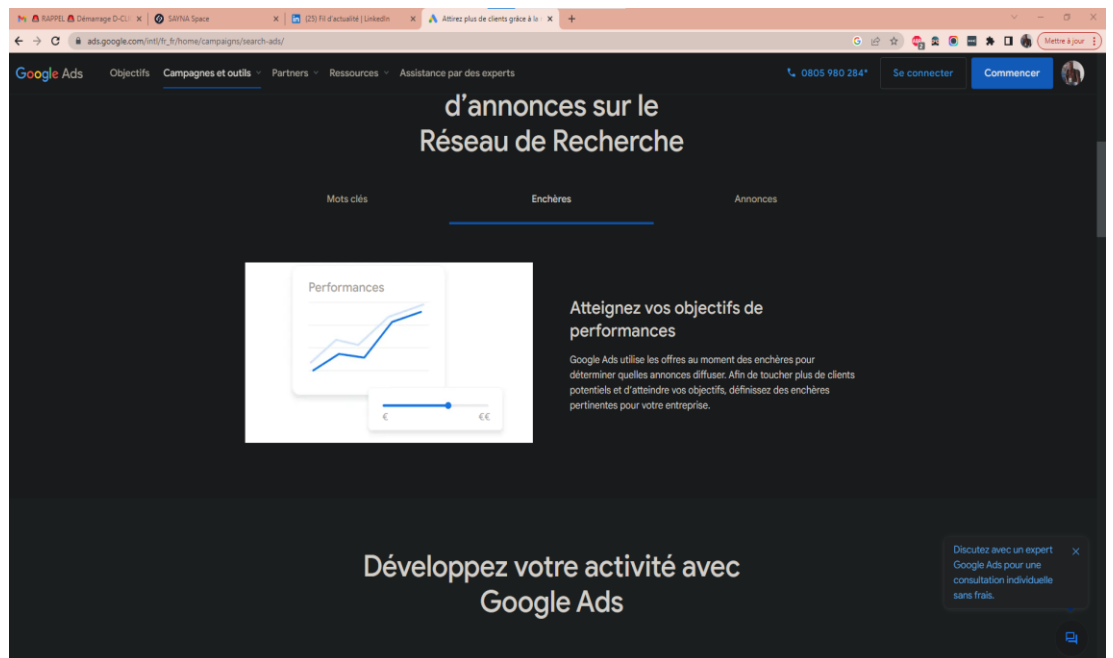 RAPPEL Démarrage D-CLI
SAYNA Space
(25) Fil d'actualité | LinkedIn
Attirez plus de clients grâce à la
ads.google.com/intl/fr_fr/home/campaigns/search-ads/
Mettre à jour
Google Ads
Objectifs
Campagnes et outils
Partners
Ressources
Assistance par des experts
0805 980 284*
Se connecter
Commencer
d'annonces sur le
Réseau de Recherche
Mots clés
Enchères
Annonces
Performances
€
€€
Atteignez vos objectifs de
performances
Google Ads utilise les offres au moment des enchères pour
déterminer quelles annonces diffuser. Afin de toucher plus de clients
potentiels et d'atteindre vos objectifs, définissez des enchères
pertinentes pour votre entreprise.
Développez votre activité avec
Google Ads
Discutez avec un expert
Google Ads pour une
consultation individuelle
sans frais.